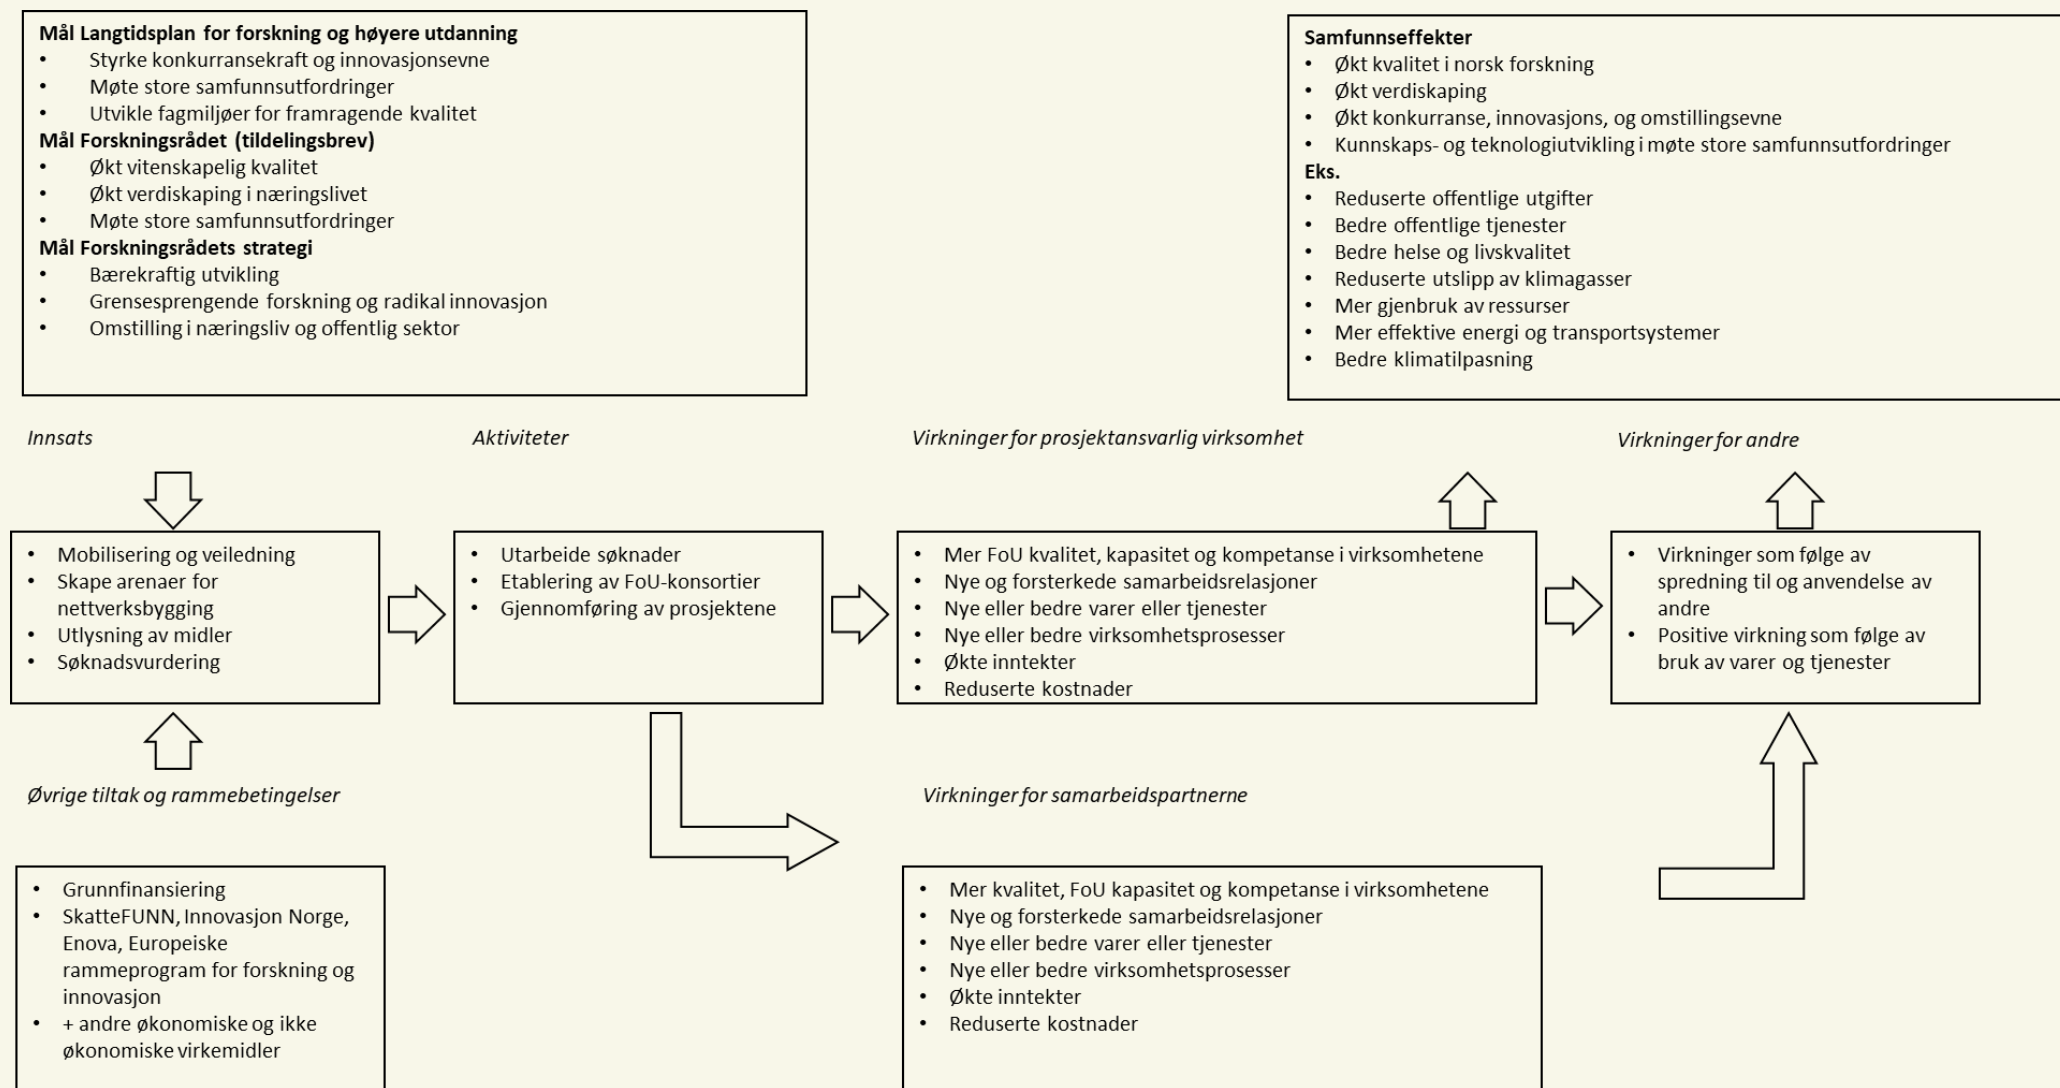 Mål Langtidsplan for forskning og høyere utdanning
• Styrke konkurransekraft og innovasjonsevne
• Møte store samfunnsutfordringer
• Utvikle fagmiljøer for framragende kvalitet
Mål Forskningsrådet (tildelingsbrev)
• Økt vitenskapelig kvalitet
• Økt verdiskaping i næringslivet
• Møte store samfunnsutfordringer
Mål Forskningsrådets strategi
• Bærekraftig utvikling
• Grensesprengende forskning og radikal innovasjon
• Omstilling i næringsliv og offentlig sektor
Samfunnseffekter
• Økt kvalitet i norsk forskning
• Økt verdiskaping
• Økt konkurranse, innovasjons, og omstillingsevne
• Kunnskaps- og teknologiutvikling i møte store samfunnsutfordringer
Eks.
• Reduserte offentlige utgifter
• Bedre offentlige tjenester
• Bedre helse og livskvalitet
• Reduserte utslipp av klimagasser
• Mer gjenbruk av ressurser
• Mer effektive energi og transportsystemer
• Bedre klimatilpasning
Innsats
Aktiviteter
Virkninger for prosjektansvarlig virksomhet
Virkninger for andre
• Mobilisering og veiledning
• Skape arenaer for
nettverksbygging
• Utlysning av midler
• Søknadsvurdering
• Utarbeide søknader
• Etablering av FoU-konsortier
• Gjennomføring av prosjektene
• Mer FoU kvalitet, kapasitet og kompetanse i virksomhetene
• Nye og forsterkede samarbeidsrelasjoner
• Nye eller bedre varer eller tjenester
• Nye eller bedre virksomhetsprosesser
• Økte inntekter
• Reduserte kostnader
• Virkninger som følge av
spredning til og anvendelse av
andre
• Positive virkning som følge av
bruk av varer og tjenester
Øvrige tiltak og rammebetingelser
Virkninger for samarbeidspartnerne
• Grunnfinansiering
• SkatteFUNN, Innovasjon Norge,
Enova, Europeiske
rammeprogram for forskning og
innovasjon
• + andre økonomiske og ikke
økonomiske virkemidler
• Mer kvalitet, FoU kapasitet og kompetanse i virksomhetene
• Nye og forsterkede samarbeidsrelasjoner
• Nye eller bedre varer eller tjenester
• Nye eller bedre virksomhetsprosesser
• Økte inntekter
• Reduserte kostnader